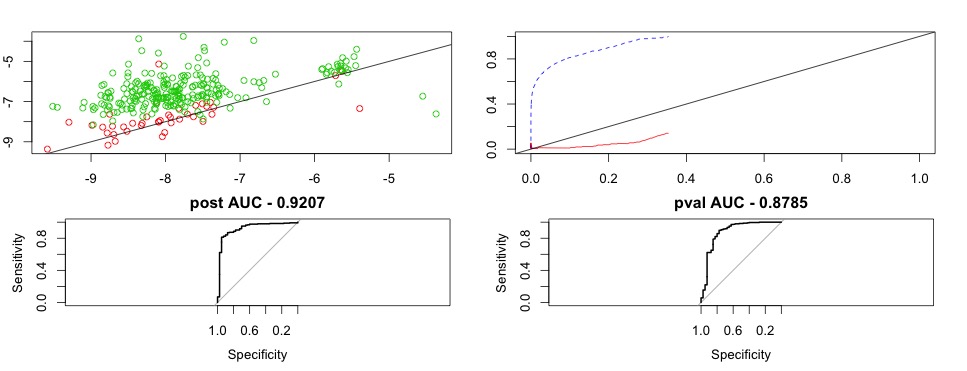 -9 -7 -5
-9 -8 -7 -6 -5
0.0 0.4 0.8
0.0 0.2 0.4 0.6 0.8 1.0
post AUC - 0.9207
Sensitivity
0.0 0.4 0.8
1.0 0.6 0.2
Specificity
pval AUC - 0.8785
Sensitivity
0.0 0.4 0.8
1.0 0.6 0.2
Specificity